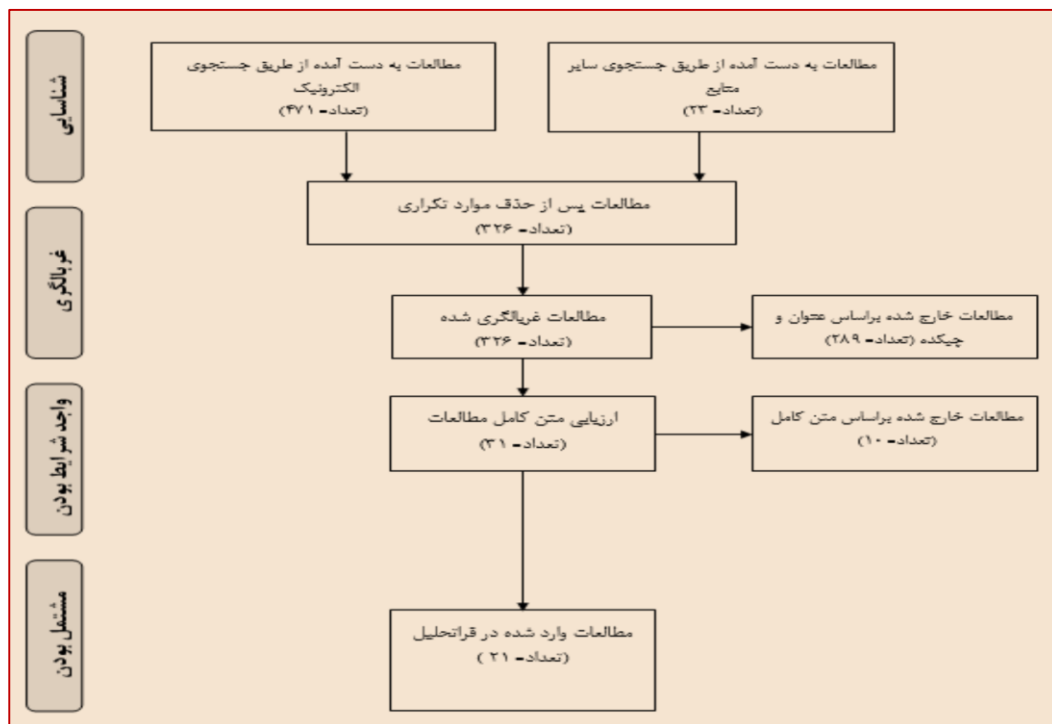 شناسایی
مطالعات به دست آمده از طریق جستجوی سایر
منابع
(تعداد- ۲۳)
مطالعات به دست آمده از طریق جستجوی
الکترونیک
(تعداد- ۴۷۱)
مطالعات پس از حذف موارد تکراری
(تعداد- ۳۲۶)
غربالگری
مطالعات غربالگری شده
(تعداد- ۳۲۶)
مطالعات خارج شده براساس عنوان و
چیکده (تعداد- ۲۸۹)
واجد شرایط بودن
ارزیابی متن کامل مطالعات
(تعداد- ۳۱)
مطالعات خارج شده براساس متن کامل
(تعداد- ۱۰)
مشتمل بودن
مطالعات وارد شده در فراتحلیل
(تعداد- ۲۱ )